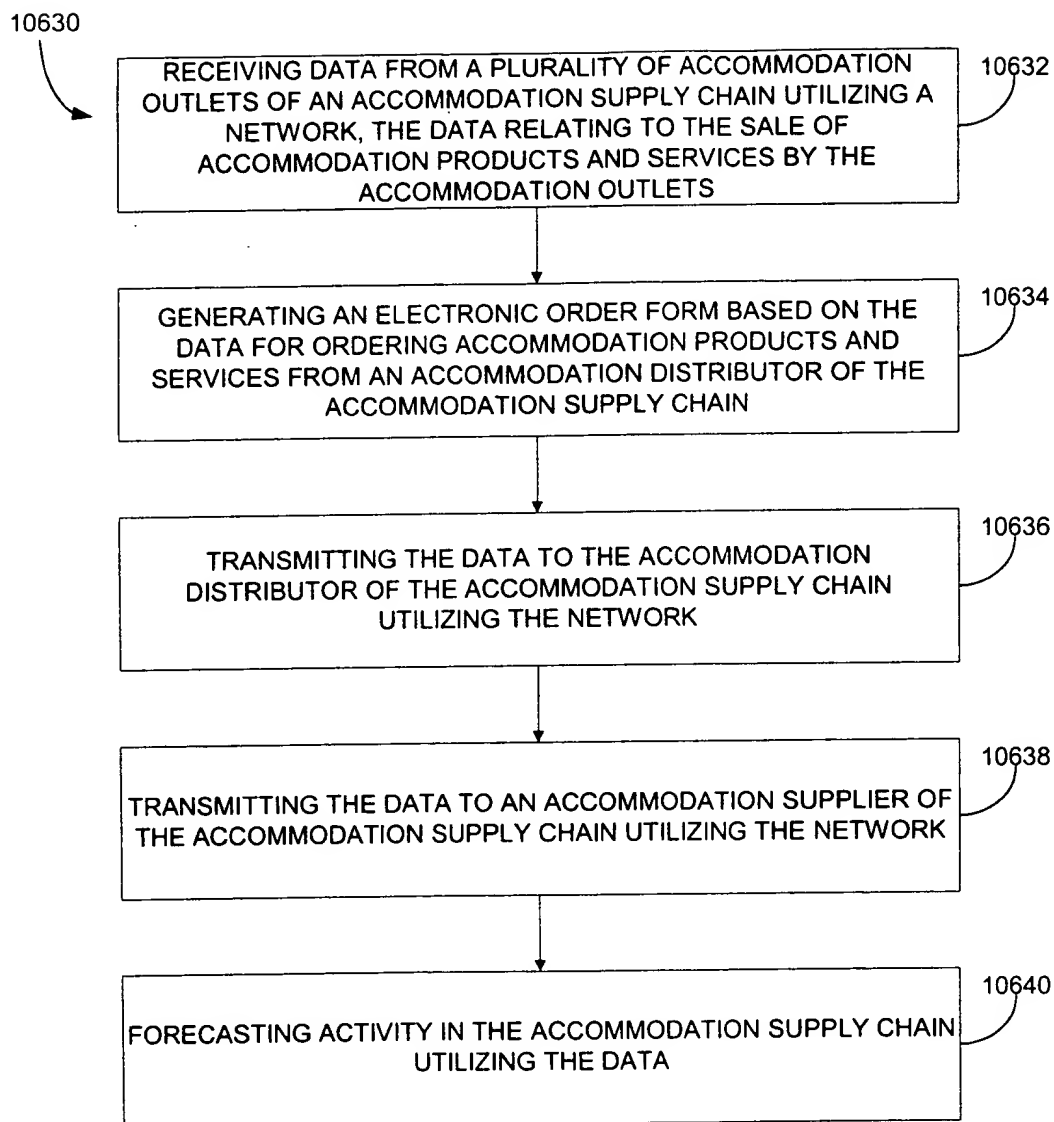 10630
RECEIVING DATA FROM A PLURALITY OF ACCOMMODATION
OUTLETS OF AN ACCOMMODATION SUPPLY CHAIN UTILIZING A
NETWORK, THE DATA RELATING TO THE SALE OF
ACCOMMODATION PRODUCTS AND SERVICES BY THE
ACCOMMODATION OUTLETS
10632
GENERATING AN ELECTRONIC ORDER FORM BASED ON THE
DATA FOR ORDERING ACCOMMODATION PRODUCTS AND
SERVICES FROM AN ACCOMMODATION DISTRIBUTOR OF THE
ACCOMMODATION SUPPLY CHAIN
10634
TRANSMITTING THE DATA TO THE ACCOMMODATION
DISTRIBUTOR OF THE ACCOMMODATION SUPPLY CHAIN
UTILIZING THE NETWORK
10636
TRANSMITTING THE DATA TO AN ACCOMMODATION SUPPLIER OF
THE ACCOMMODATION SUPPLY CHAIN UTILIZING THE NETWORK
10638
FORECASTING ACTIVITY IN THE ACCOMMODATION SUPPLY CHAIN
UTILIZING THE DATA
10640